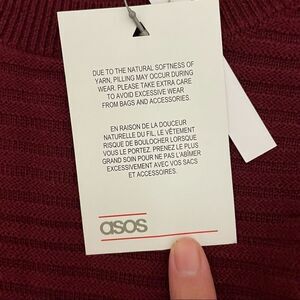 DUE TO THE NATURAL SOFTNESS OF
YARN, PILLING MAY OCCUR DURING
WEAR. PLEASE TAKE EXTRA CARE
TO AVOID EXCESSIVE WEAR
FROM BAGS AND ACCESSORIES.
EN RAISON DE LA DOUCEUR
NATURELLE DU FIL, LE VÊTEMENT
RISQUE DE BOULOCHER LORSQUE
VOUS LE PORTEZ. PRENEZ LE PLUS
GRAND SOIN POUR NE PAS L'ABÎMER
EXCESSIVEMENT AVEC VOS SACS
ET ACCESSOIRES.
asos